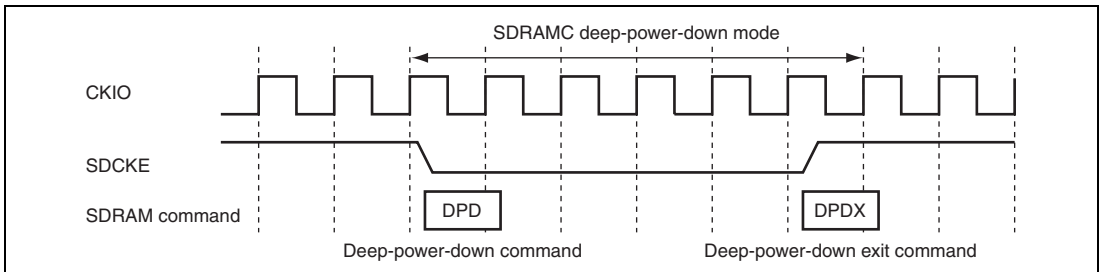 SDRAMC deep-power-down mode
CKIO
SDCKE
SDRAM command
DPD
DPDX
Deep-power-down command
Deep-power-down exit command